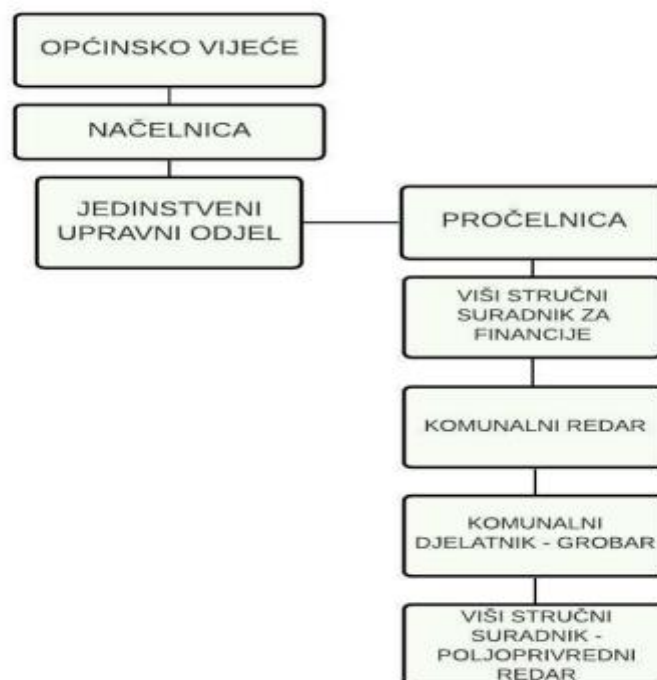 OPĆINSKO VIJEĆE
NAČELNICA
JEDINSTVENI
UPRAVNI ODJEL
PROČELNICA
VIŠI STRUČNI
SURADNIK ZA
FINANCIJE
KOMUNALNI REDAR
KOMUNALNI
DJELATNIK - GROBAR
VIŠI STRUČNI
SURADNIK -
POLJOPRIVREDNI
REDAR